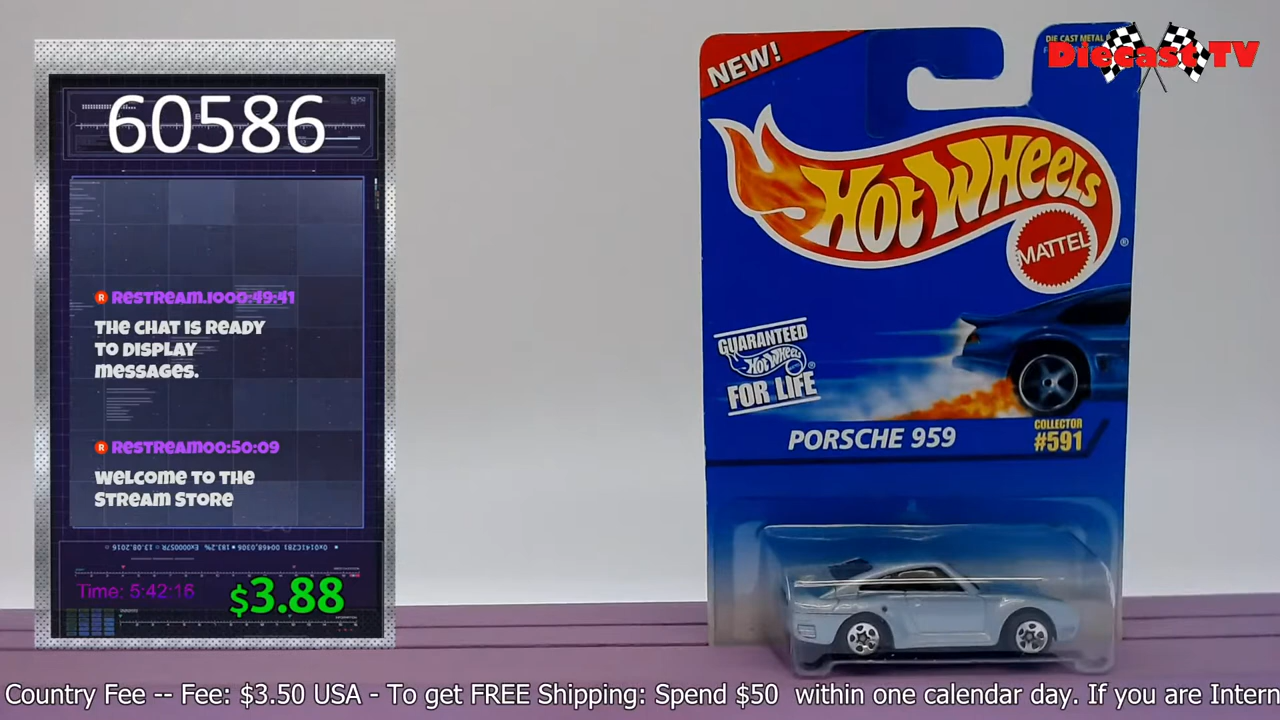 60586
Restream.io00:49:41
The chat is ready
to display
messages.
Restream00:50:09
Welcome to the
stream store
Time: 5:42:16
$3.88
NEW!
DIE CAST METAL
Diecast TV
Hot Wheels
MATTEL
®
GUARANTEED
Hot Wheels
FOR LIFE
PORSCHE 959
COLLECTOR
#591
Country Fee -- Fee: $3.50 USA - To get FREE Shipping: Spend $50 within one calendar day. If you are Intern